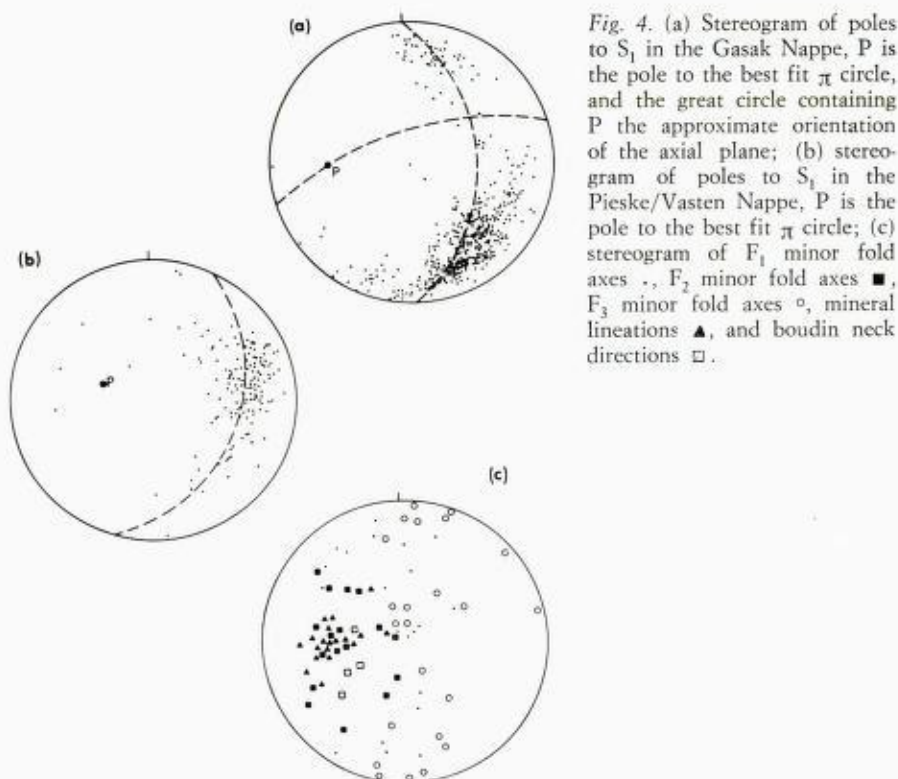 (a)
P
Fig. 4. (a) Stereogram of poles
to S₁ in the Gasak Nappe, P is
the pole to the best fit π circle,
and the great circle containing
P the approximate orientation
of the axial plane; (b) stereo-
gram of poles to S₁ in the
Pieske/Vasten Nappe, P is the
pole to the best fit π circle; (c)
stereogram of F₁ minor fold
axes ., F₂ minor fold axes ■,
F₃ minor fold axes ○, mineral
lineations ▲, and boudin neck
directions □.
(b)
P
(c)